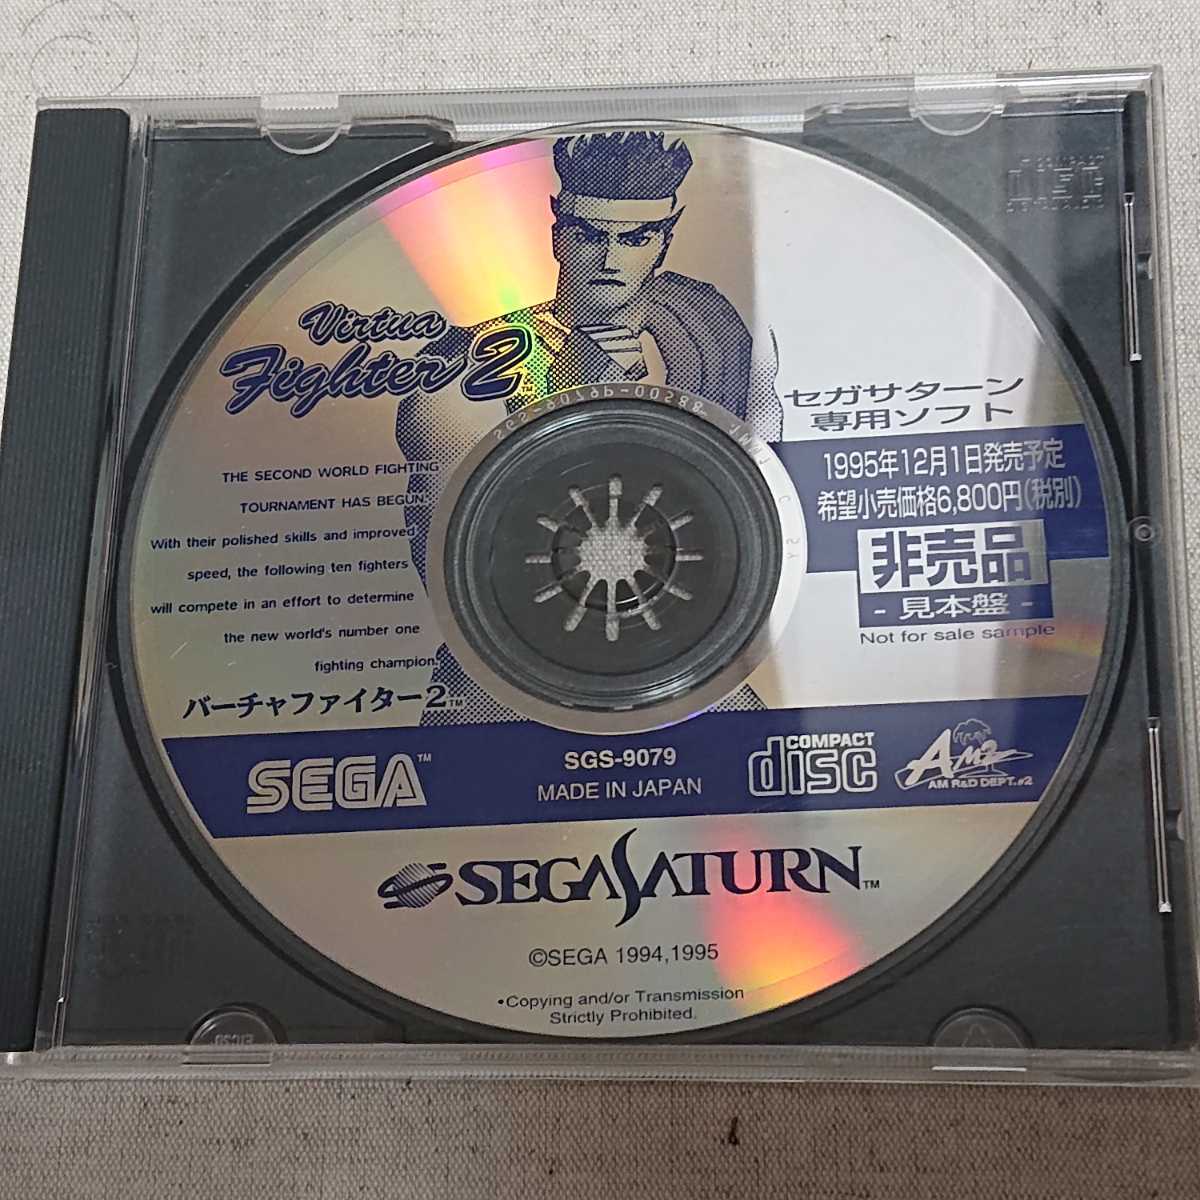 Virtua
Fighter 2™
THE SECOND WORLD FIGHTING
TOURNAMENT HAS BEGUN.
With their polished skills and improved
speed, the following ten fighters
will compete in an effort to determine
the new world's number one
fighting champion.
バーチャファイター2™
セガサターン
専用ソフト
1995年12月1日発売予定
希望小売価格6,800円(税別)
非売品
- 見本盤 -
Not for sale sample
SEGA™
SGS-9079
MADE IN JAPAN
COMPACT
disc
AM2
AM R&D DEPT.#2
SEGA SATURN™
©SEGA 1994,1995
•Copying and/or Transmission
Strictly Prohibited.